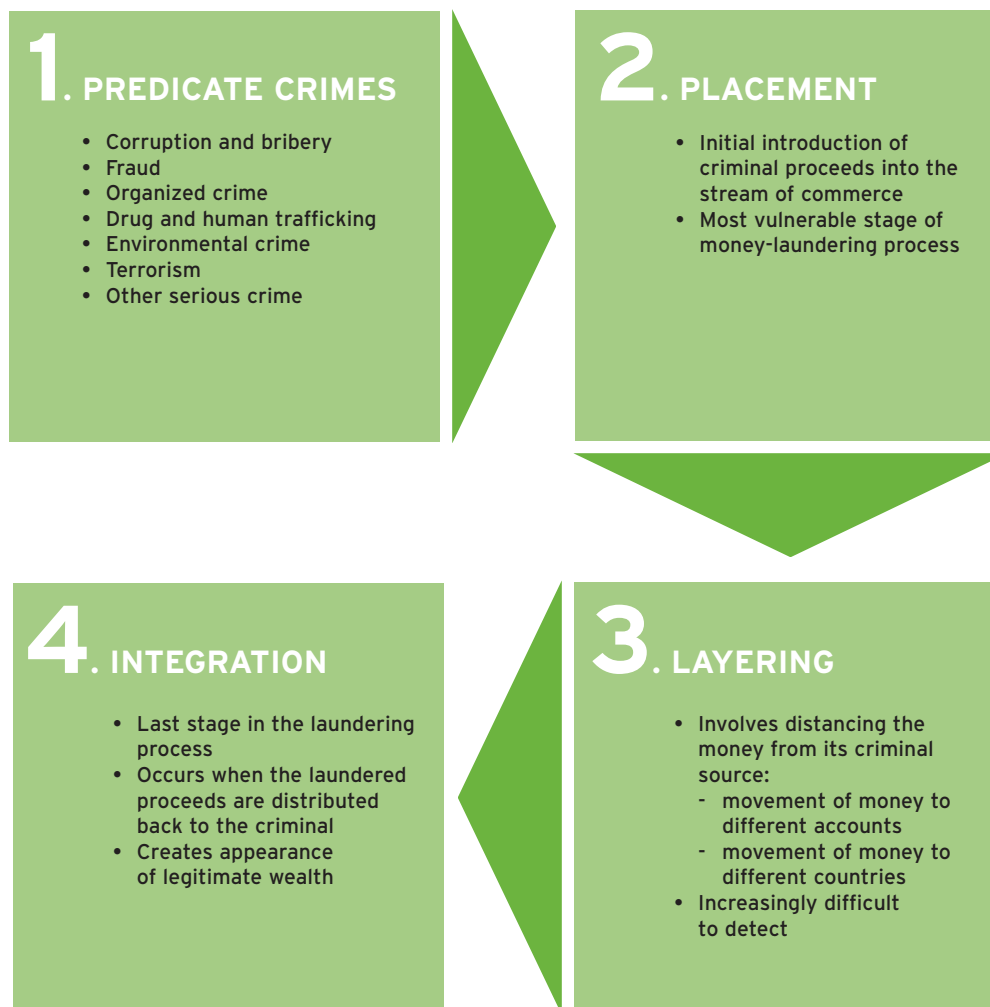 1. PREDICATE CRIMES
• Corruption and bribery
• Fraud
• Organized crime
• Drug and human trafficking
• Environmental crime
• Terrorism
• Other serious crime
2. PLACEMENT
• Initial introduction of
criminal proceeds into the
stream of commerce
• Most vulnerable stage of
money-laundering process
3. LAYERING
• Involves distancing the
money from its criminal
source:
- movement of money to
different accounts
- movement of money to
different countries
• Increasingly difficult
to detect
4. INTEGRATION
• Last stage in the laundering
process
• Occurs when the laundered
proceeds are distributed
back to the criminal
• Creates appearance
of legitimate wealth